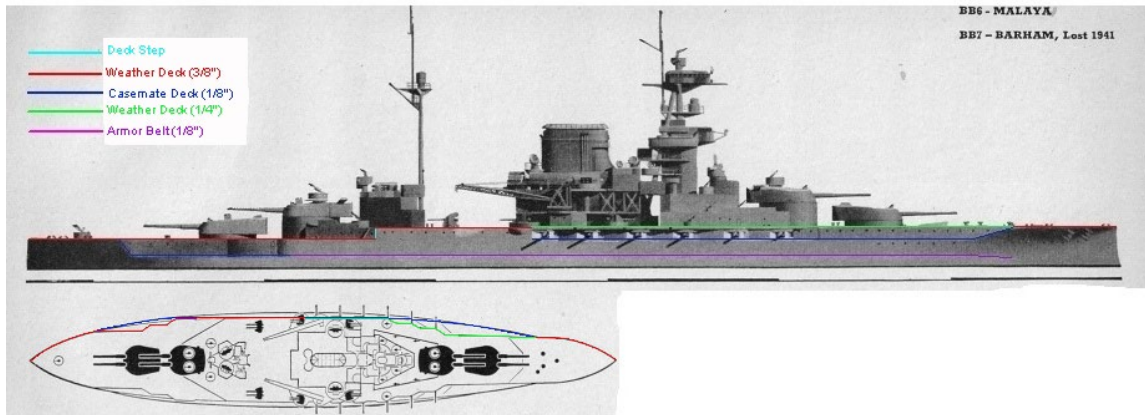 BB6 - MALAYA
BB7 - BARHAM, Lost 1941
Deck Step
Weather Deck (3/8")
Casemate Deck (1/8")
Weather Deck (1/4")
Armor Belt (1/8")